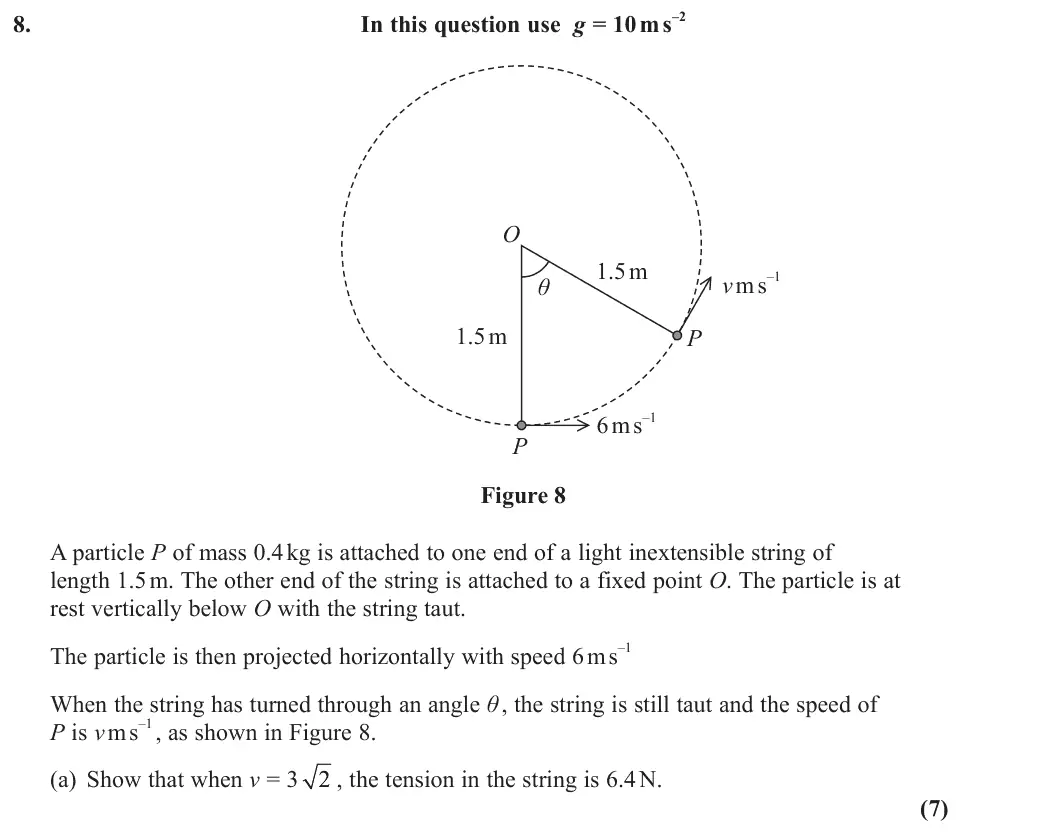 8. In this question use g = 10 m s⁻²
O
θ
1.5 m
v m s⁻¹
1.5 m
P
6 m s⁻¹
P
Figure 8
A particle P of mass 0.4 kg is attached to one end of a light inextensible string of
length 1.5 m. The other end of the string is attached to a fixed point O. The particle is at
rest vertically below O with the string taut.
The particle is then projected horizontally with speed 6 m s⁻¹
When the string has turned through an angle θ, the string is still taut and the speed of
P is v m s⁻¹, as shown in Figure 8.
(a) Show that when v = 3√2, the tension in the string is 6.4 N.
(7)